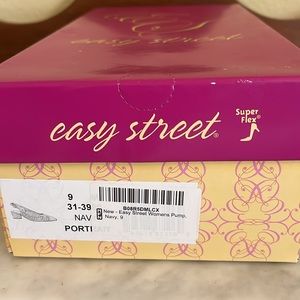 easy street
easy street®
Super
Flex®
9
31-39
NAV
PORTI
B08R5DMLCX
New - Easy Street Womens Pump,
Navy, 9